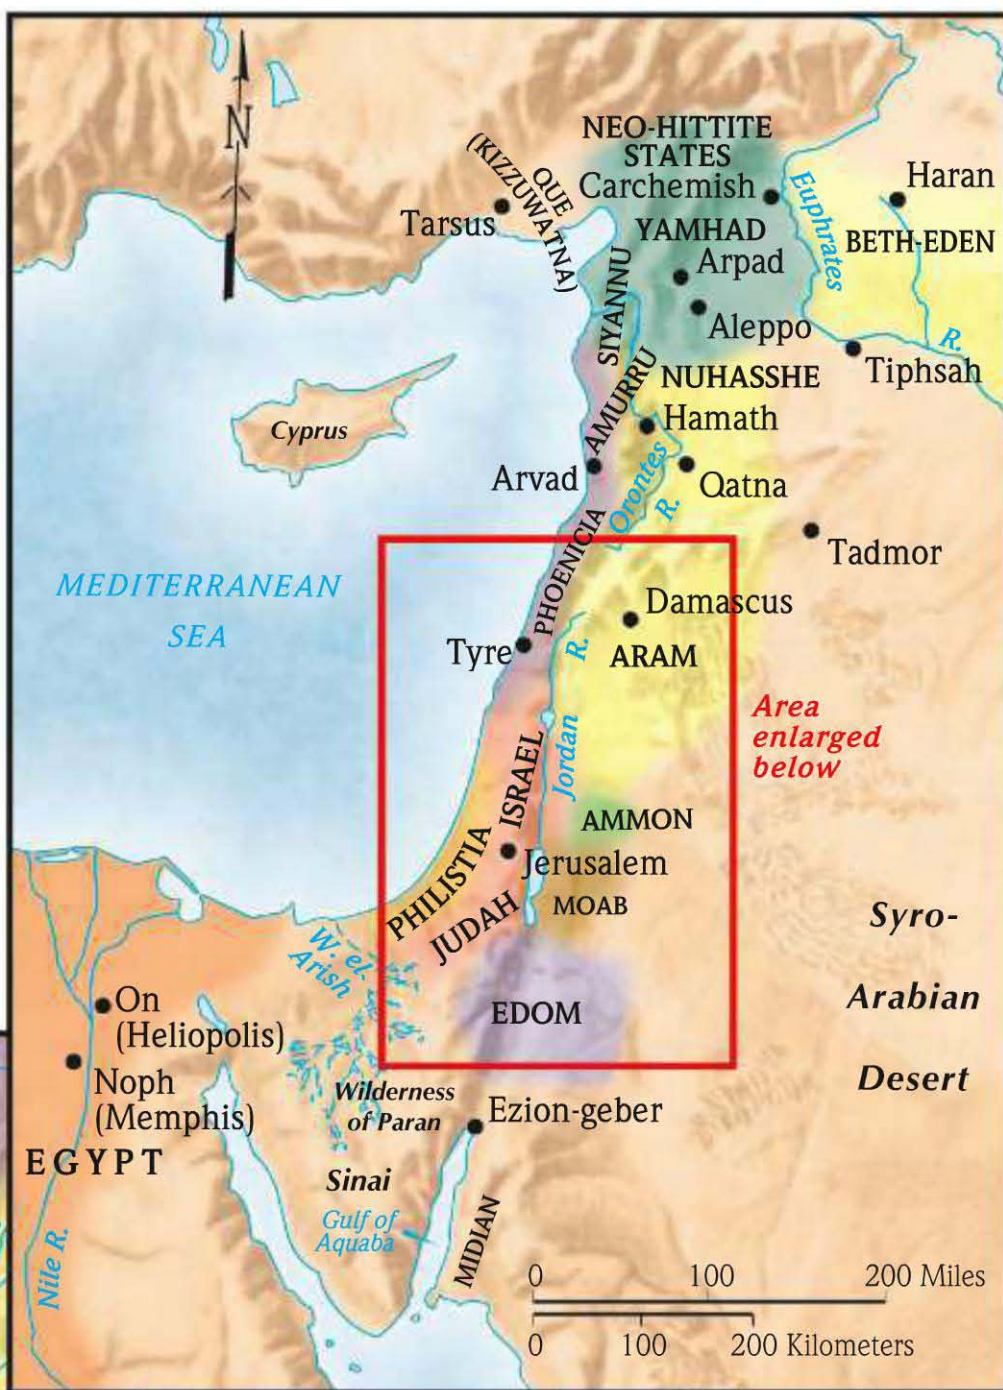 N
NEO-HITTITE
STATES
Carchemish
Haran
QUE
(KIZZUWATNA)
Tarsus
Euphrates
R.
YAMHAD
BETH-EDEN
Arpad
SIYANNU
Aleppo
Tiphsah
NUHASSHE
AMURRU
Hamath
Cyprus
Arvad
Orontes
R.
Qatna
Tadmor
PHOENICIA
MEDITERRANEAN
SEA
Damascus
Tyre
Jordan
R.
ARAM
Area
enlarged
below
ISRAEL
AMMON
PHILISTIA
Jerusalem
JUDAH
MOAB
Syro-
Arabian
Desert
W. el-
Arish
On
(Heliopolis)
EDOM
Noph
(Memphis)
Wilderness
of Paran
Ezion-geber
EGYPT
Sinai
Gulf of
Aquaba
MIDIAN
Nile R.
0 100 200 Miles
0 100 200 Kilometers